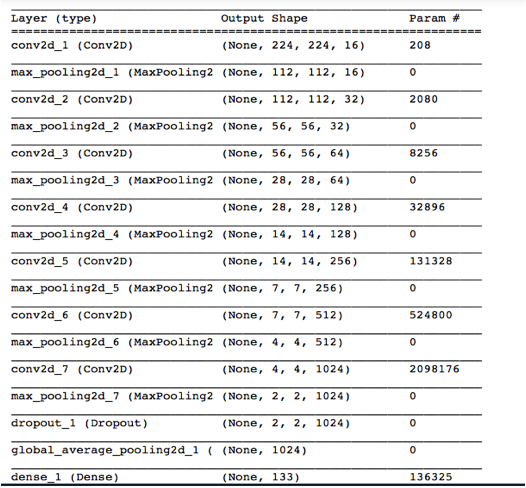 Layer (type) Output Shape Param #
=================================================================
conv2d_1 (Conv2D) (None, 224, 224, 16) 208
max_pooling2d_1 (MaxPooling2 (None, 112, 112, 16) 0
conv2d_2 (Conv2D) (None, 112, 112, 32) 2080
max_pooling2d_2 (MaxPooling2 (None, 56, 56, 32) 0
conv2d_3 (Conv2D) (None, 56, 56, 64) 8256
max_pooling2d_3 (MaxPooling2 (None, 28, 28, 64) 0
conv2d_4 (Conv2D) (None, 28, 28, 128) 32896
max_pooling2d_4 (MaxPooling2 (None, 14, 14, 128) 0
conv2d_5 (Conv2D) (None, 14, 14, 256) 131328
max_pooling2d_5 (MaxPooling2 (None, 7, 7, 256) 0
conv2d_6 (Conv2D) (None, 7, 7, 512) 524800
max_pooling2d_6 (MaxPooling2 (None, 4, 4, 512) 0
conv2d_7 (Conv2D) (None, 4, 4, 1024) 2098176
max_pooling2d_7 (MaxPooling2 (None, 2, 2, 1024) 0
dropout_1 (Dropout) (None, 2, 2, 1024) 0
global_average_pooling2d_1 ( (None, 1024) 0
dense_1 (Dense) (None, 133) 136325